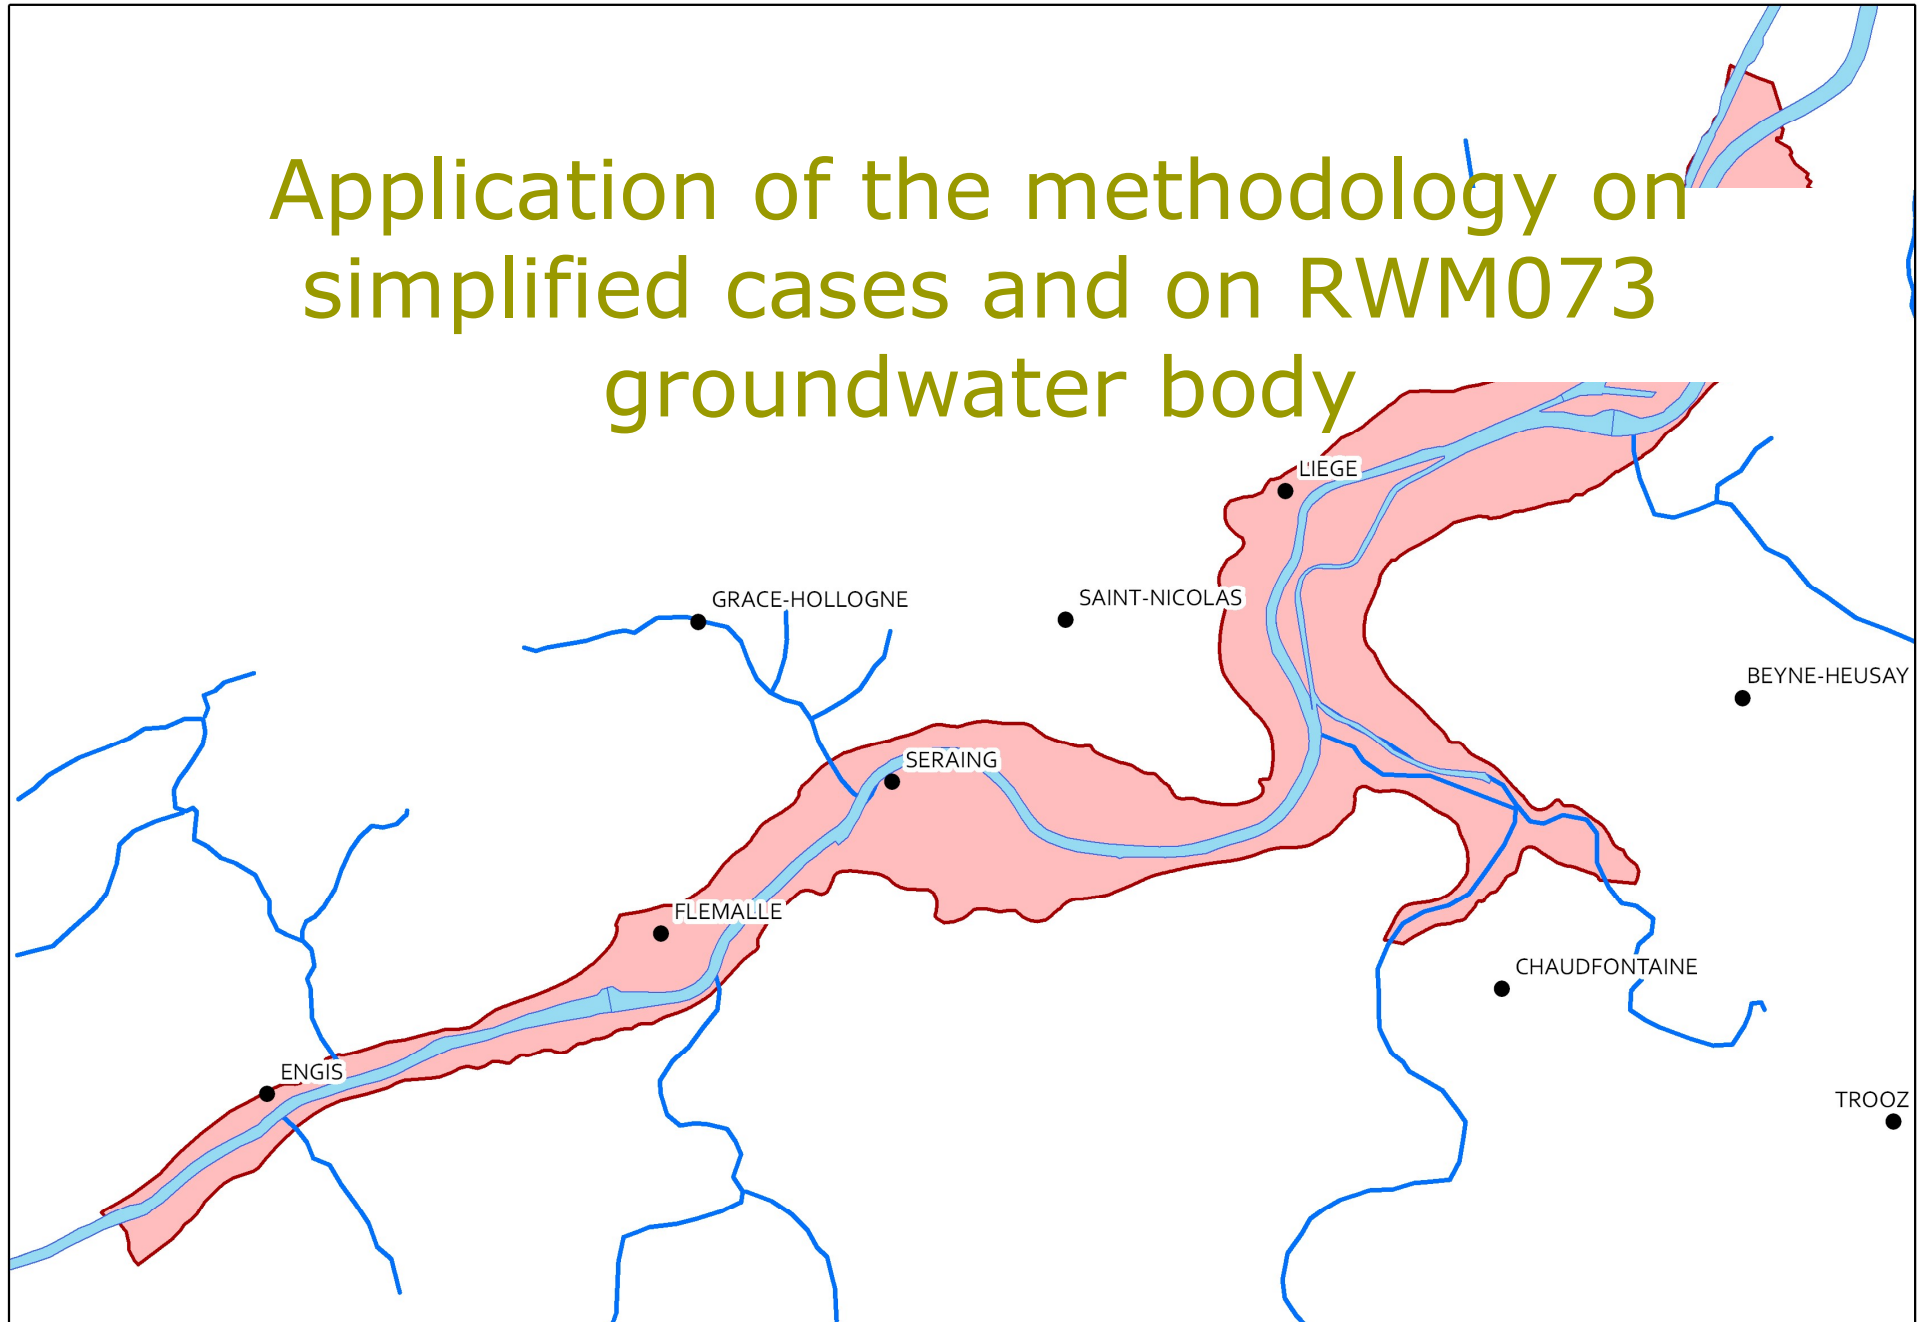 Application of the methodology on
simplified cases and on RWM073
groundwater body
LIEGE
GRACE-HOLLOGNE
SAINT-NICOLAS
BEYNE-HEUSAY
SERAING
FLEMALLE
CHAUDFONTAINE
ENGIS
TROOZ